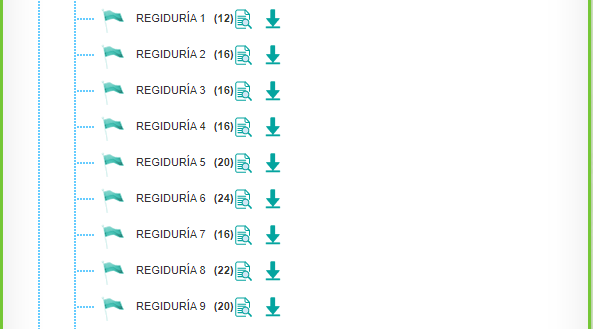 REGIDURÍA 1 (12)
REGIDURÍA 2 (16)
REGIDURÍA 3 (16)
REGIDURÍA 4 (16)
REGIDURÍA 5 (20)
REGIDURÍA 6 (24)
REGIDURÍA 7 (16)
REGIDURÍA 8 (22)
REGIDURÍA 9 (20)